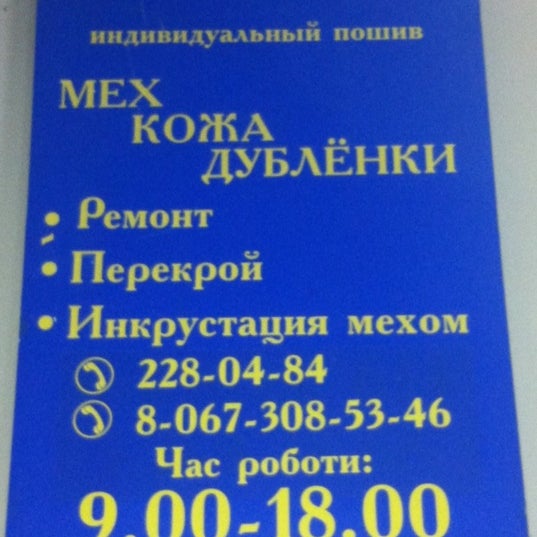 индивидуальный пошив
МЕХ
КОЖА
ДУБЛЁНКИ
• Ремонт
• Перекрой
• Инкрустация мехом
228-04-84
8-067-308-53-46
Час роботи:
9.00-18.00